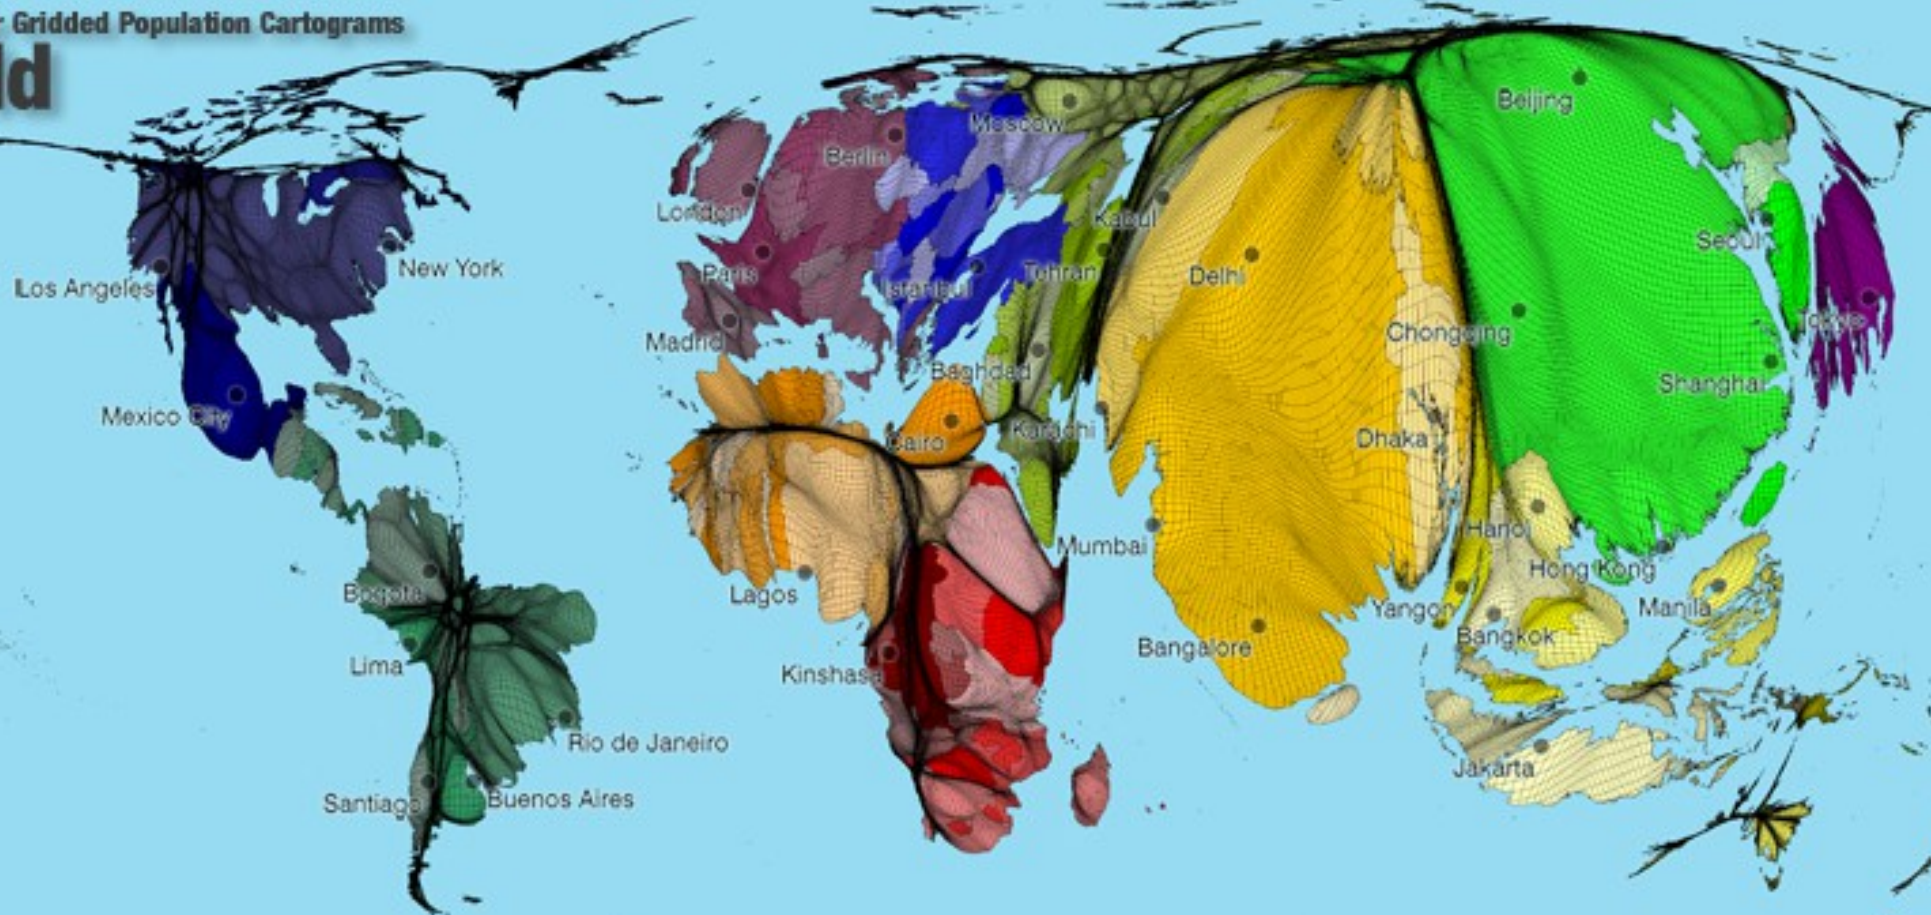 r Gridded Population Cartograms
ld
Beijing
Moscow
Berlin
London
Kabul
Seoul
New York
Paris
Tehran
Delhi
Los Angeles
Istanbul
Tokyo
Chongqing
Madrid
Baghdad
Shanghai
Mexico City
Cairo
Karachi
Dhaka
Hanoi
Mumbai
Hong Kong
Bogota
Lagos
Yangon
Manila
Bangkok
Bangalore
Lima
Kinshasa
Rio de Janeiro
Jakarta
Santiago
Buenos Aires